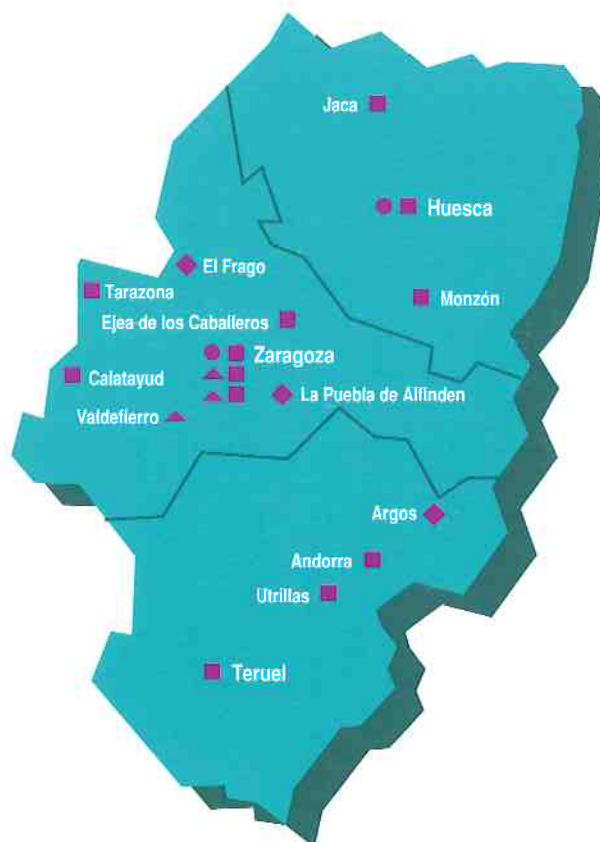 Jaca
Huesca
El Frago
Tarazona
Monzón
Ejea de los Caballeros
Zaragoza
Calatayud
La Puebla de Alfinden
Valdefierro
Argos
Andorra
Utrillas
Teruel